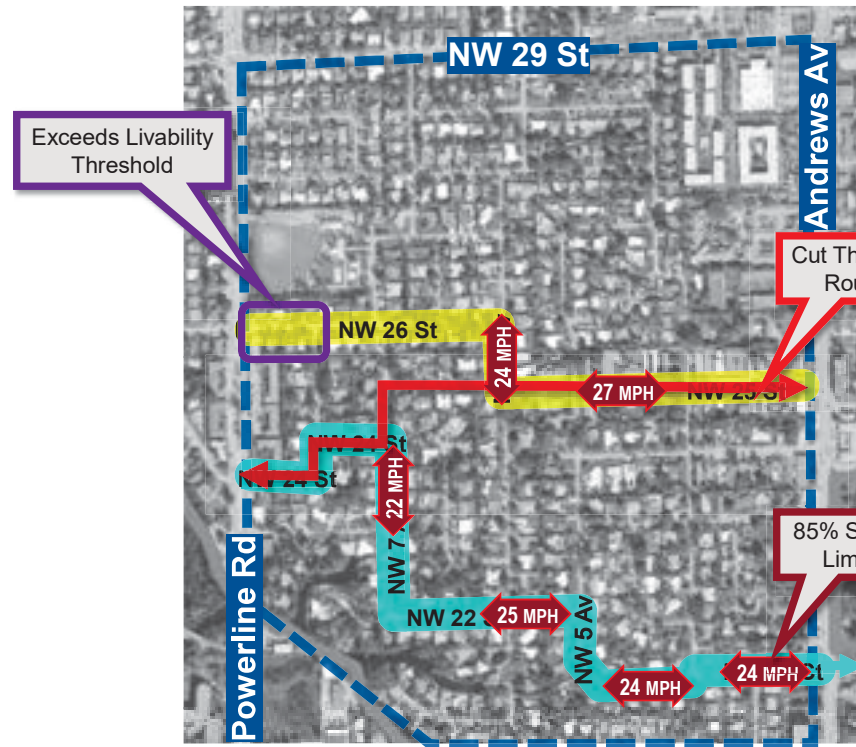 NW 29 St
Andrews Av
Exceeds Livability
Threshold
Cut Th
Rou
NW 26 St
24 MPH
27 MPH
NW 25 St
NW 24 St
NW 24 St
22 MPH
85% S
Lim
NW 7
Powerline Rd
NW 22
25 MPH
NW 5 Av
24 MPH
24 MPH
Ct